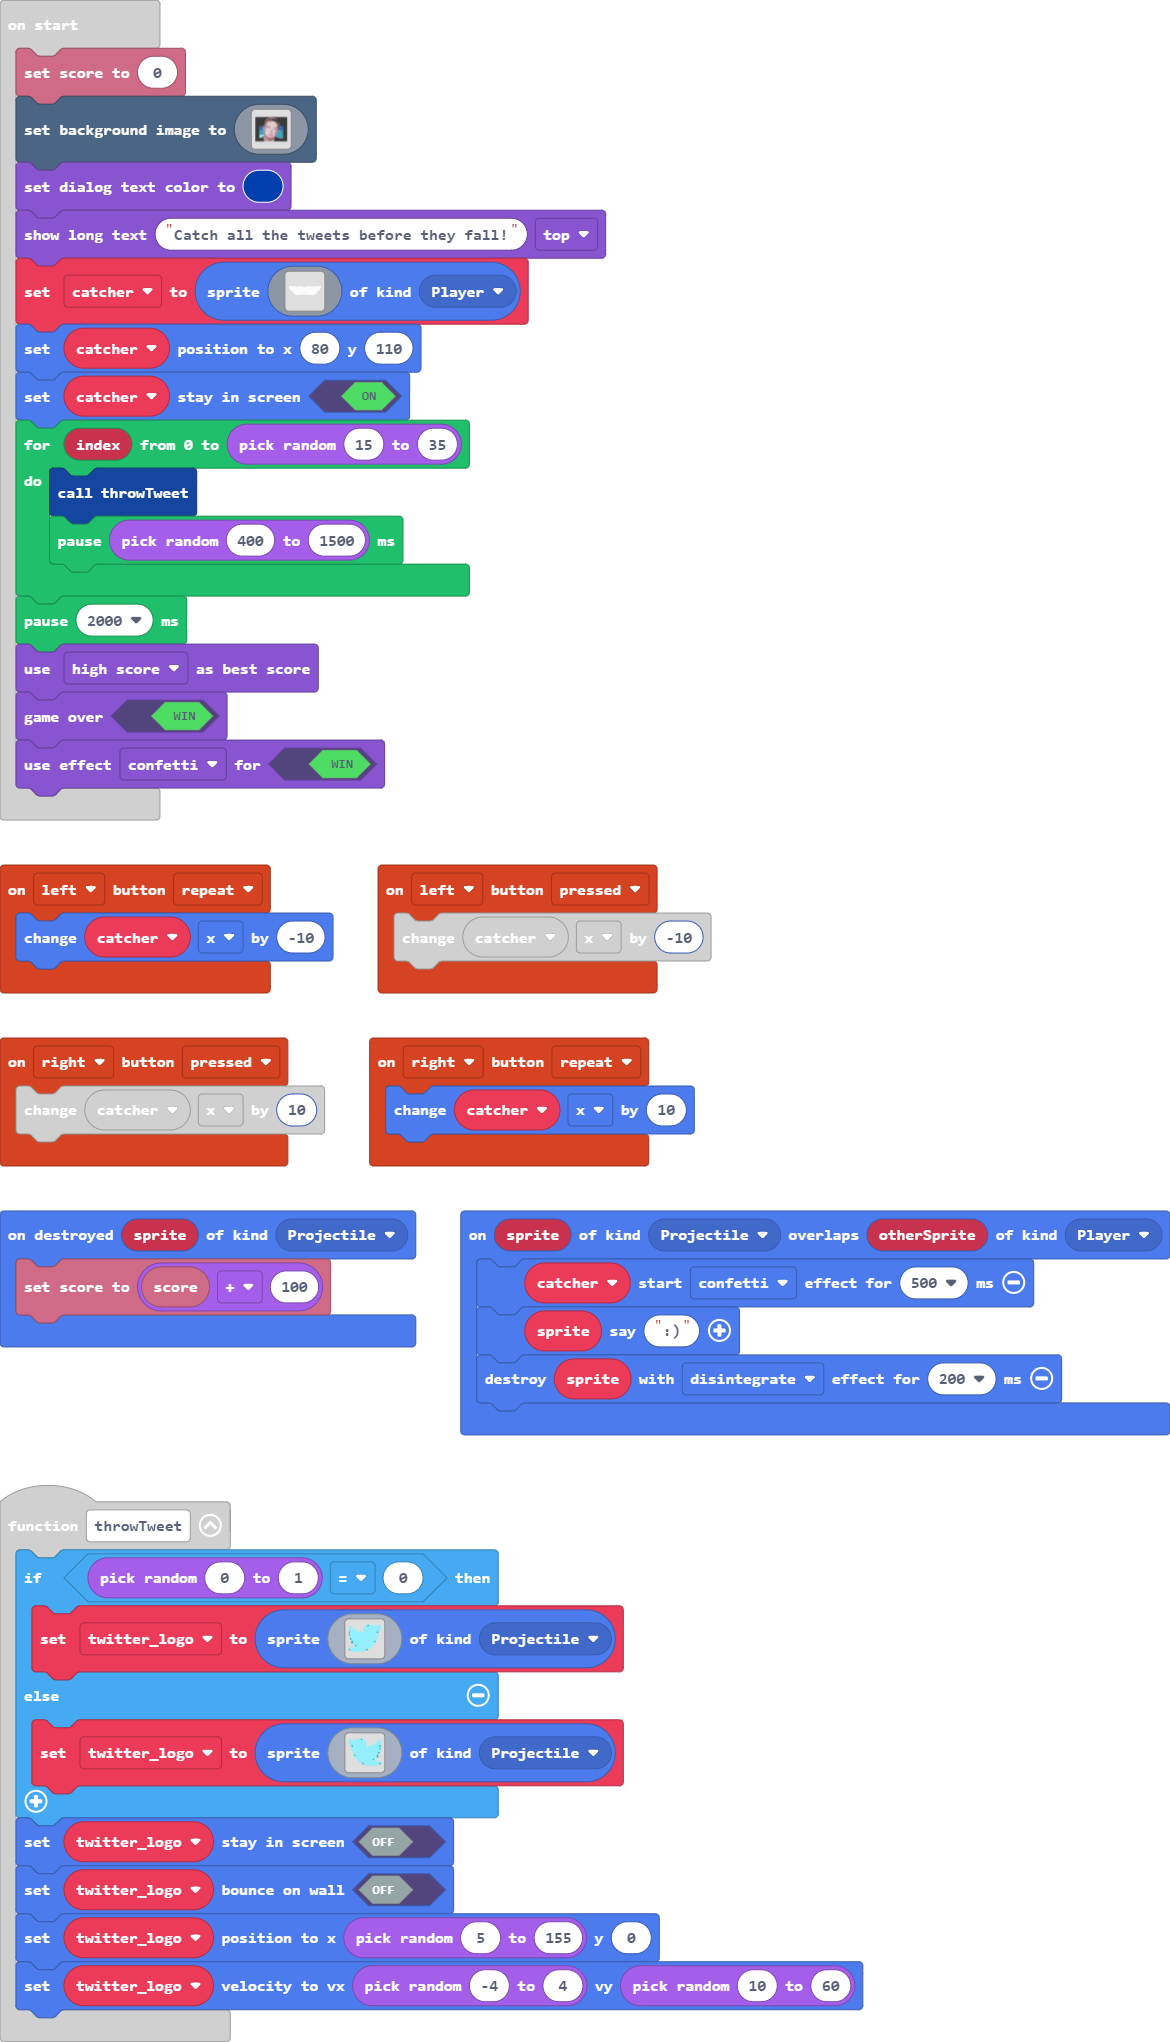 on start
set score to 0
set background image to
set dialog text color to
show long text "Catch all the tweets before they fall!" top
set catcher to sprite of kind Player
set catcher position to x 80 y 110
set catcher stay in screen ON
for index from 0 to pick random 15 to 35
do
call throwTweet
pause pick random 400 to 1500 ms
pause 2000 ms
use high score as best score
game over WIN
use effect confetti for WIN
on left button repeat
change catcher x by -10
on left button pressed
change catcher x by -10
on right button pressed
change catcher x by 10
on right button repeat
change catcher x by 10
on destroyed sprite of kind Projectile
set score to score + 100
on sprite of kind Projectile overlaps otherSprite of kind Player
catcher start confetti effect for 500 ms
sprite say ":)"
destroy sprite with disintegrate effect for 200 ms
function throwTweet
if pick random 0 to 1 = 0 then
set twitter_logo to sprite of kind Projectile
else
set twitter_logo to sprite of kind Projectile
set twitter_logo stay in screen OFF
set twitter_logo bounce on wall OFF
set twitter_logo position to x pick random 5 to 155 y 0
set twitter_logo velocity to vx pick random -4 to 4 vy pick random 10 to 60